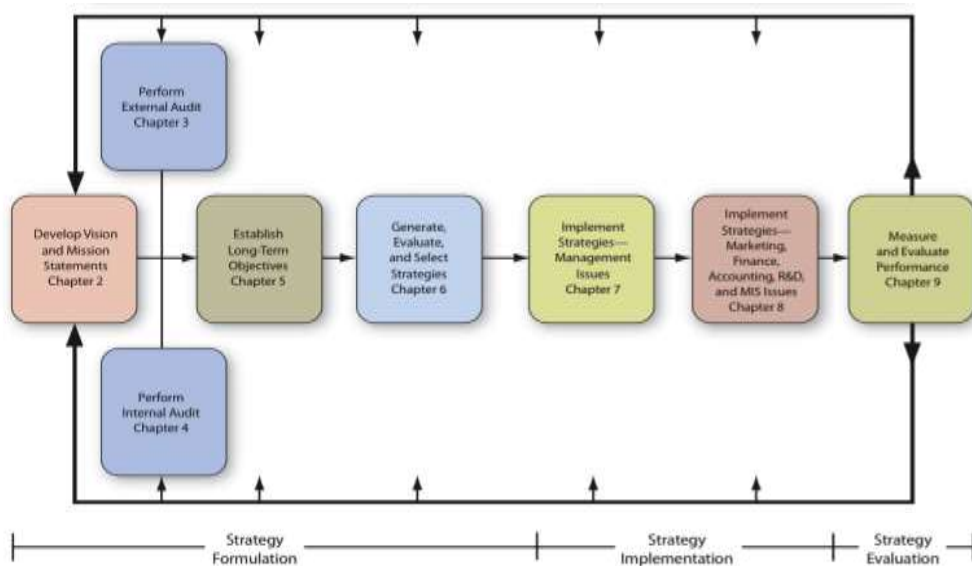 Perform
External Audit
Chapter 3
Develop Vision
and Mission
Statements
Chapter 2
Establish
Long-Term
Objectives
Chapter 5
Generate,
Evaluate,
and Select
Strategies
Chapter 6
Implement
Strategies—
Management
Issues
Chapter 7
Implement
Strategies—
Marketing,
Finance,
Accounting, R&D,
and MIS Issues
Chapter 8
Measure
and Evaluate
Performance
Chapter 9
Perform
Internal Audit
Chapter 4
Strategy
Formulation
Strategy
Implementation
Strategy
Evaluation